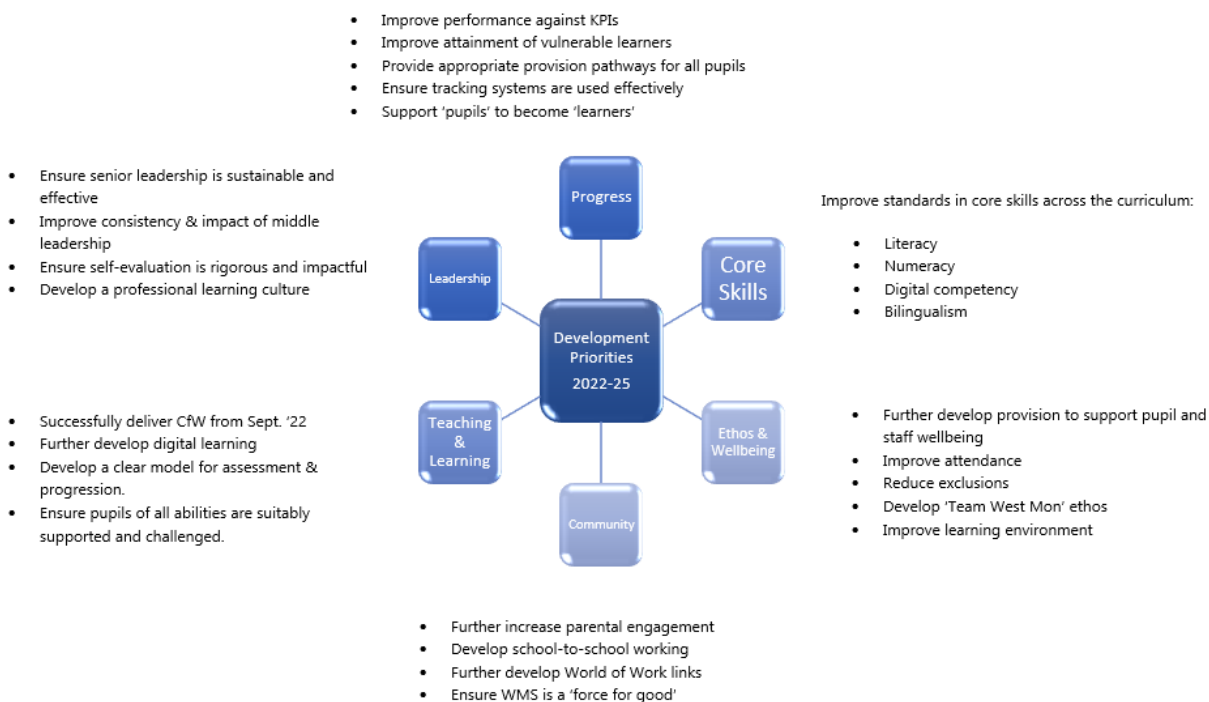 • Improve performance against KPIs
• Improve attainment of vulnerable learners
• Provide appropriate provision pathways for all pupils
• Ensure tracking systems are used effectively
• Support ‘pupils’ to become ‘learners’
Progress
• Ensure senior leadership is sustainable and
effective
• Improve consistency & impact of middle
leadership
• Ensure self-evaluation is rigorous and impactful
• Develop a professional learning culture
Leadership
Core
Skills
Improve standards in core skills across the curriculum:
• Literacy
• Numeracy
• Digital competency
• Bilingualism
Development
Priorities
2022-25
• Successfully deliver CfW from Sept. ‘22
• Further develop digital learning
• Develop a clear model for assessment &
progression.
• Ensure pupils of all abilities are suitably
supported and challenged.
Teaching
&
Learning
Ethos &
Wellbeing
• Further develop provision to support pupil and
staff wellbeing
• Improve attendance
• Reduce exclusions
• Develop ‘Team West Mon’ ethos
• Improve learning environment
Community
• Further increase parental engagement
• Develop school-to-school working
• Further develop World of Work links
• Ensure WMS is a ‘force for good’